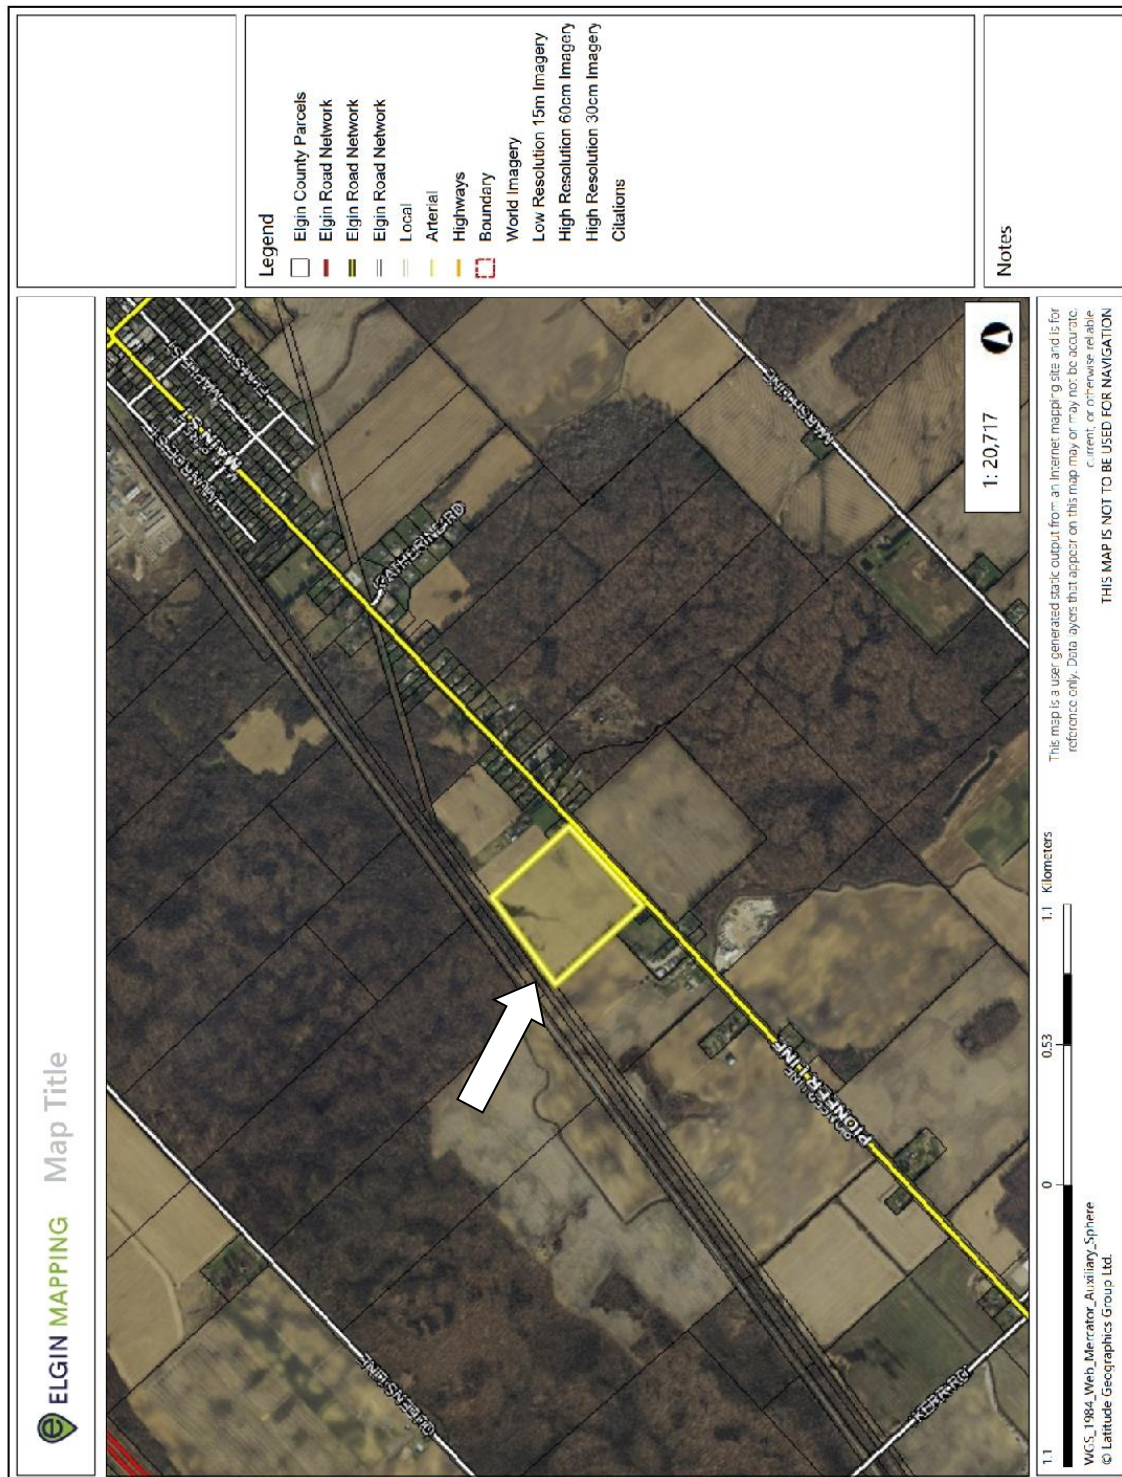 ELGIN MAPPING Map Title
Legend
Elgin County Parcels
Elgin Road Network
Elgin Road Network
Elgin Road Network
Local
Arterial
Highways
Boundary
World Imagery
Low Resolution 15m Imagery
High Resolution 60cm Imagery
High Resolution 30cm Imagery
Citations
Notes
QUEENS LINE
KERR RD
PIONEER LINE
MAIN ST
KATHERINE RD
MARSH LINE
1: 20,717
1.1 0 0.53 1.1 Kilometers
WGS_1984_Web_Mercator_Auxiliary_Sphere
© Latitude Geographics Group Ltd.
This map is a user generated static output from an Internet mapping site and is for
reference only. Data layers that appear on this map may or may not be accurate,
current, or otherwise reliable
THIS MAP IS NOT TO BE USED FOR NAVIGATION